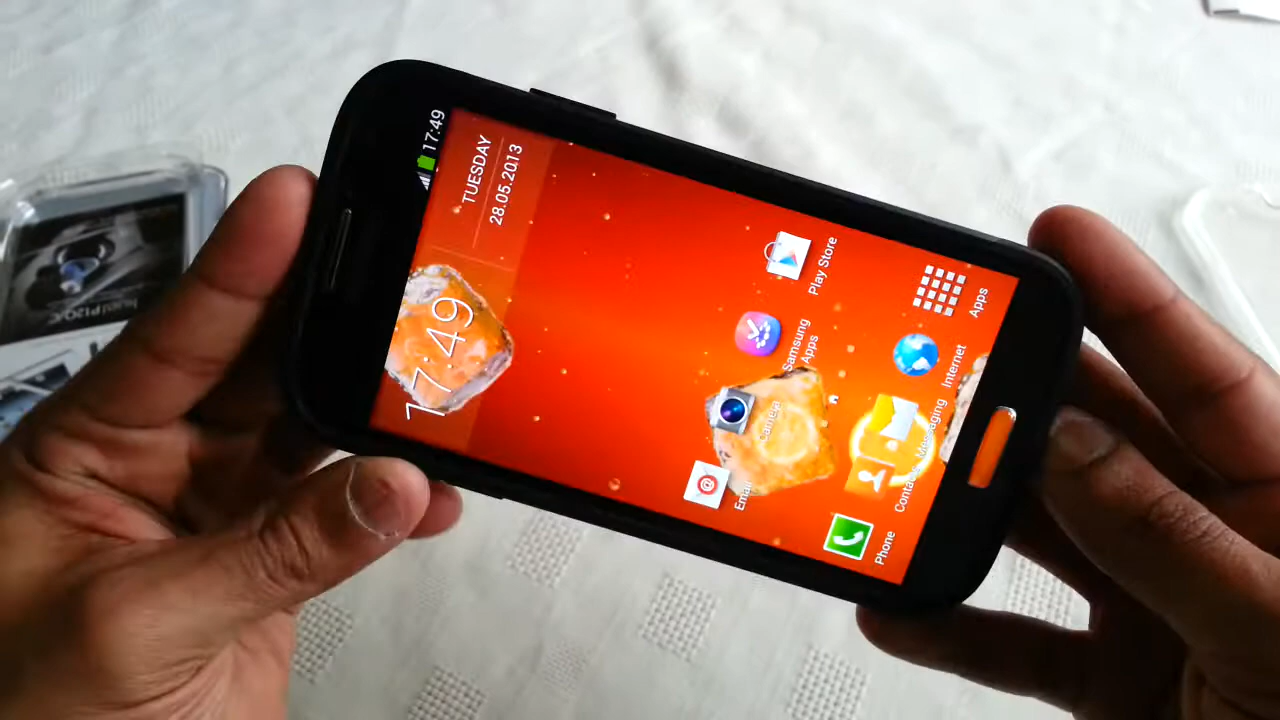 17:49
TUESDAY
28.05.2013
17:49
Play Store
Samsung
Apps
Camera
Email
Apps
Internet
Messaging
Contacts
Phone